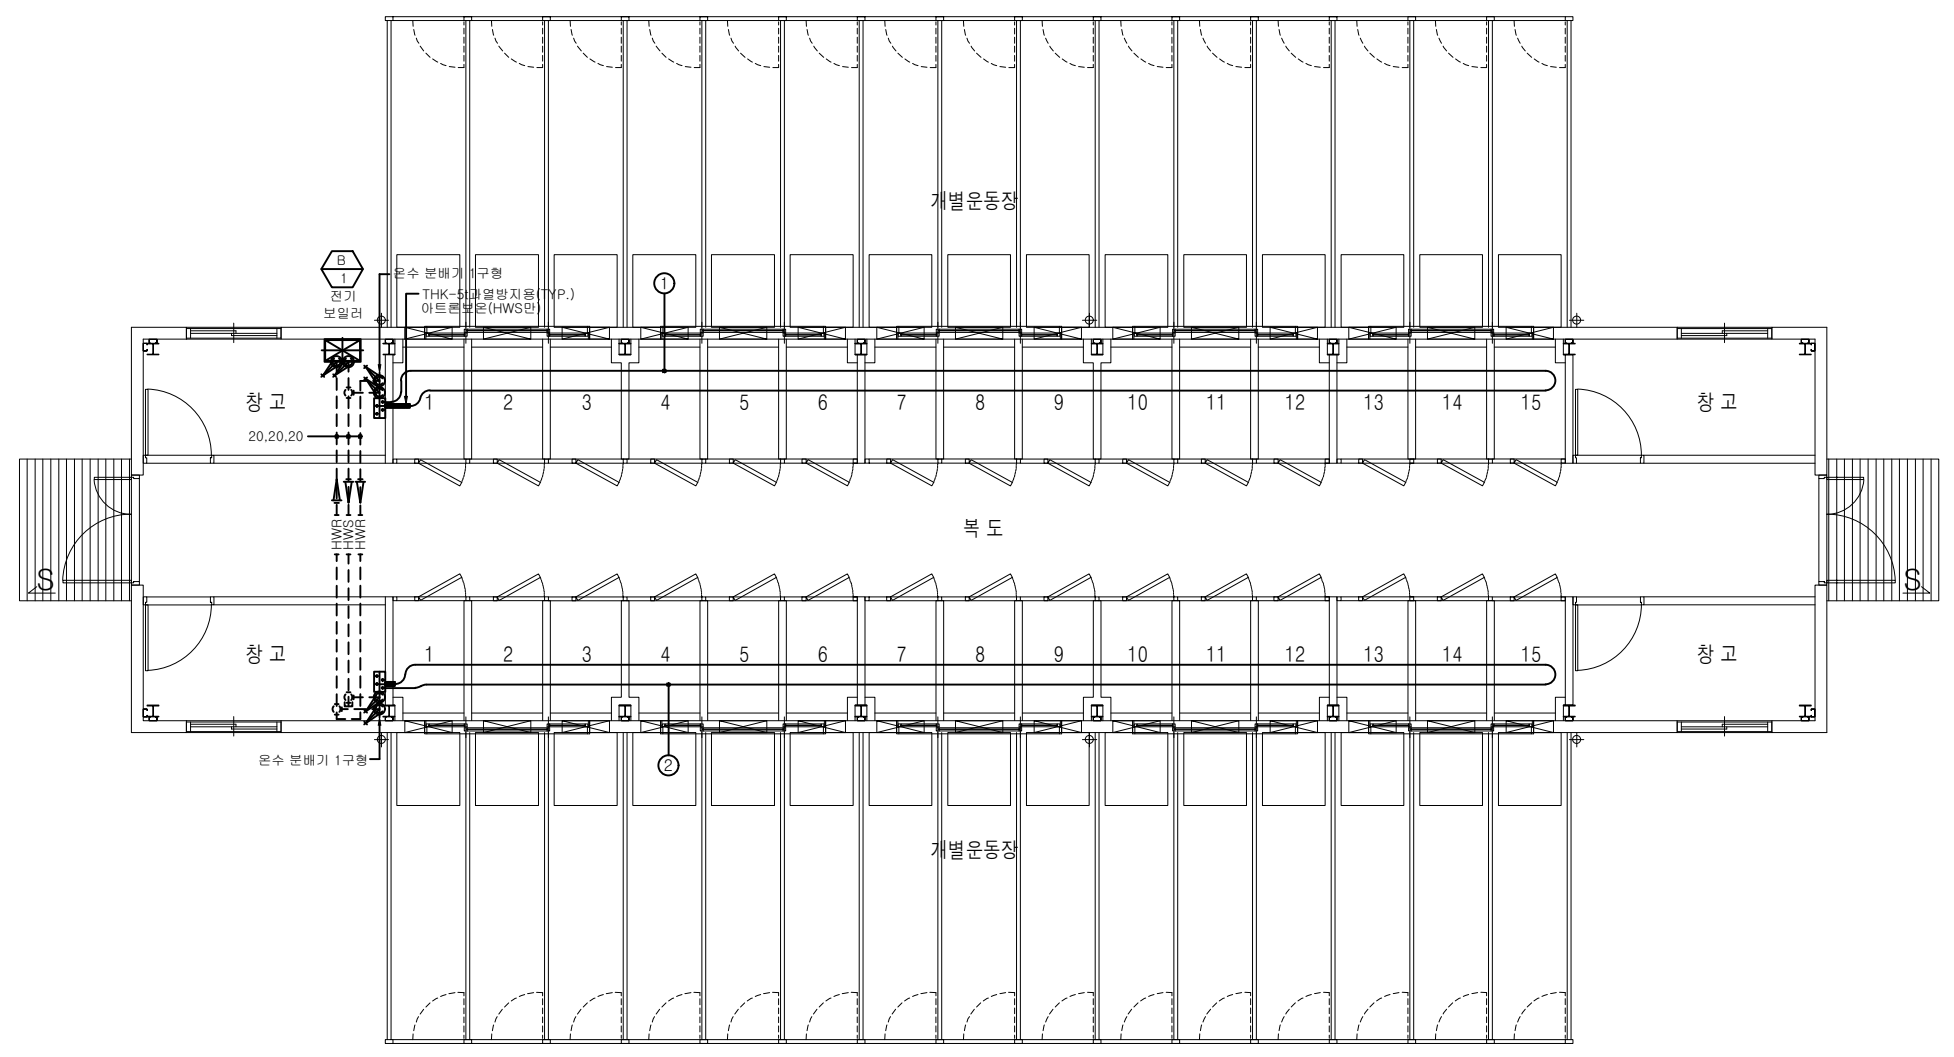 개별운동장
B
1
전기
보일러
온수 분배기 1구형
THK-5t과열방지용(TYP.)
아트론보온(HWS만)
1
창 고
1 2 3 4 5 6 7 8 9 10 11 12 13 14 15
창 고
20,20,20
HWR
HWS
HWR
복 도
S
S
창 고
1 2 3 4 5 6 7 8 9 10 11 12 13 14 15
창 고
온수 분배기 1구형
2
개별운동장